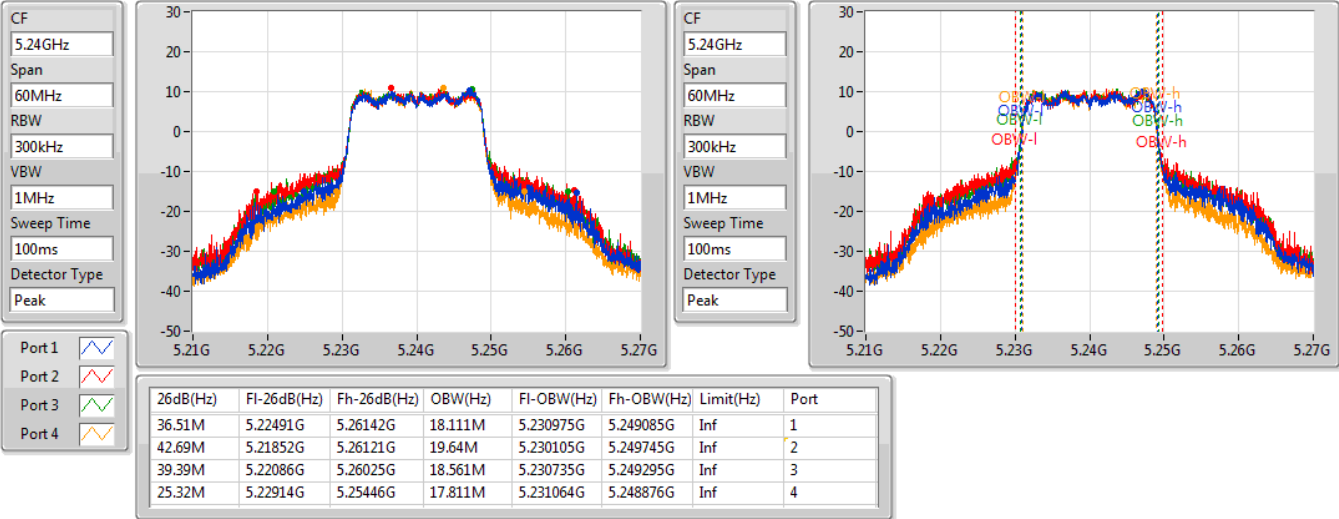 CF
5.24GHz
Span
60MHz
RBW
300kHz
VBW
1MHz
Sweep Time
100ms
Detector Type
Peak
30
20
10
0
-10
-20
-30
-40
-50
5.21G 5.22G 5.23G 5.24G 5.25G 5.26G 5.27G
CF
5.24GHz
Span
60MHz
RBW
300kHz
VBW
1MHz
Sweep Time
100ms
Detector Type
Peak
30
20
10
0
-10
-20
-30
-40
-50
OBW-l OBW-h
OBW-l OBW-h
OBW-l OBW-h
OBW-l OBW-h
5.21G 5.22G 5.23G 5.24G 5.25G 5.26G 5.27G
Port 1
Port 2
Port 3
Port 4
26dB(Hz) Fl-26dB(Hz) Fh-26dB(Hz) OBW(Hz) Fl-OBW(Hz) Fh-OBW(Hz) Limit(Hz) Port
36.51M 5.22491G 5.26142G 18.111M 5.230975G 5.249085G Inf 1
42.69M 5.21852G 5.26121G 19.64M 5.230105G 5.249745G Inf 2
39.39M 5.22086G 5.26025G 18.561M 5.230735G 5.249295G Inf 3
25.32M 5.22914G 5.25446G 17.811M 5.231064G 5.248876G Inf 4